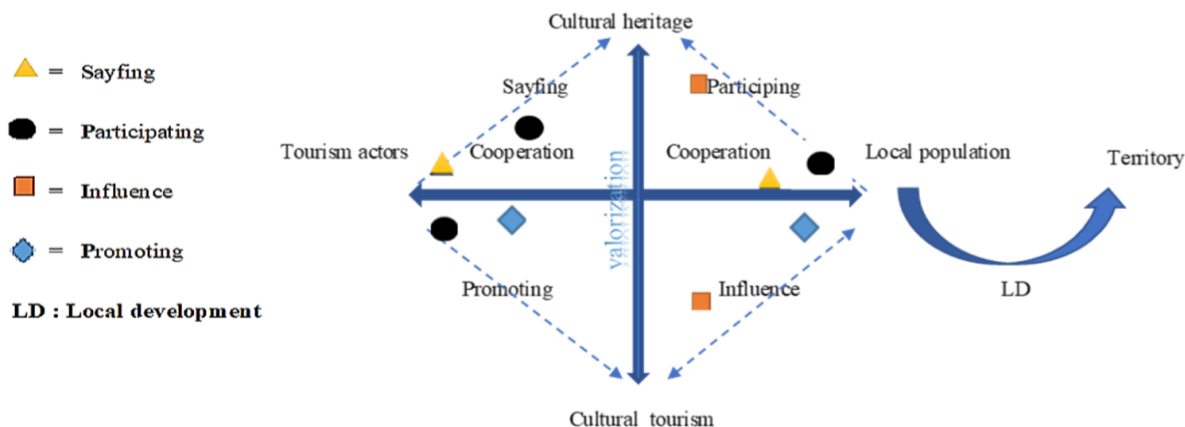 = Sayfing
= Participating
= Influence
= Promoting
LD : Local development
Cultural heritage
Sayfing
Participing
Tourism actors
Cooperation
Cooperation
Local population
Territory
valorization
Promoting
Influence
LD
Cultural tourism